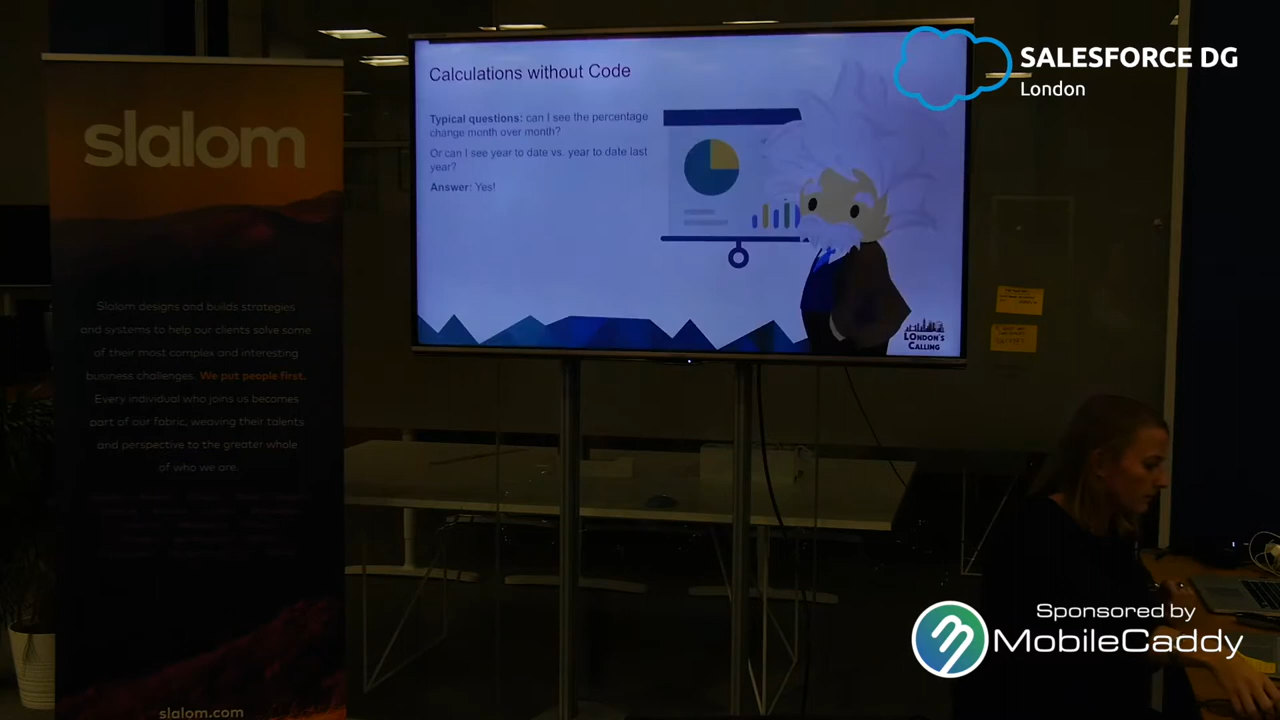 slalom
Slalom designs and builds strategies
and systems to help our clients solve some
of their most complex and interesting
business challenges. We put people first.
Every individual who joins us becomes
part of our fabric, weaving their talents
and perspective to the greater whole
of who we are.
slalom.com
Calculations without Code
Typical questions: can I see the percentage
change month over month?
Or can I see year to date vs. year to date last
year?
Answer: Yes!
LONDON'S
CALLING
SALESFORCE DG
London
Sponsored by
MobileCaddy